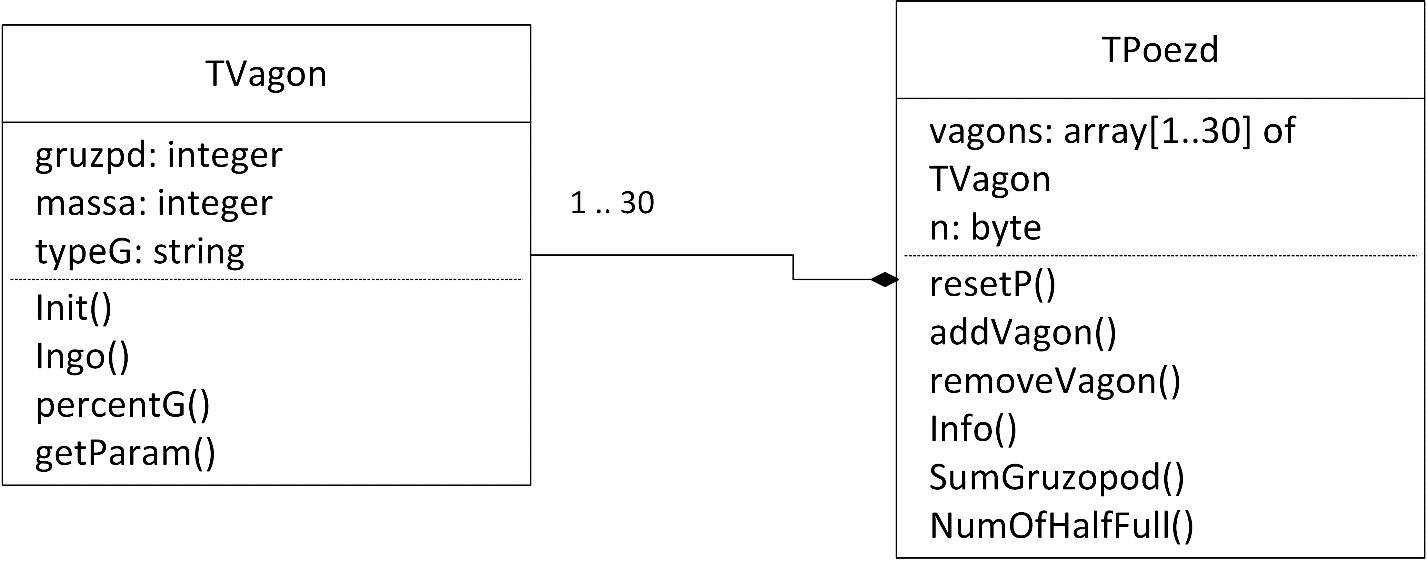 TVagon
gruzpd: integer
massa: integer
typeG: string
Init()
Ingo()
percentG()
getParam()
1 .. 30
TPoezd
vagons: array[1..30] of
TVagon
n: byte
resetP()
addVagon()
removeVagon()
Info()
SumGruzopod()
NumOfHalfFull()